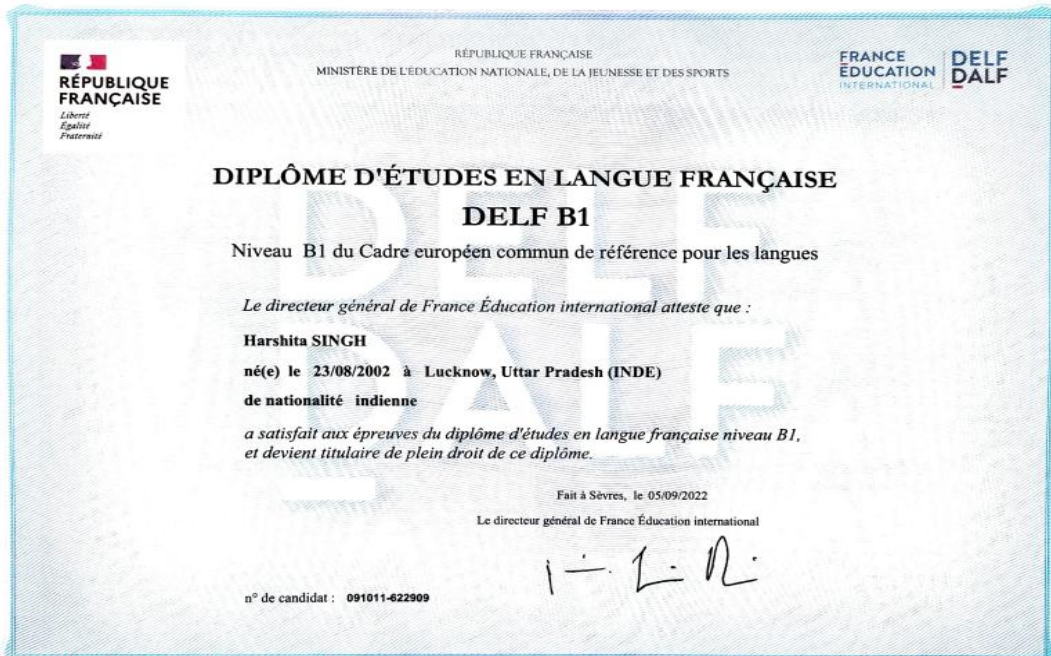 RÉPUBLIQUE
FRANÇAISE
Liberté
Égalité
Fraternité
RÉPUBLIQUE FRANÇAISE
MINISTÈRE DE L'ÉDUCATION NATIONALE, DE LA JEUNESSE ET DES SPORTS
FRANCE
ÉDUCATION
INTERNATIONAL
DELF
DALF
DIPLÔME D'ÉTUDES EN LANGUE FRANÇAISE
DELF B1
Niveau B1 du Cadre européen commun de référence pour les langues
Le directeur général de France Éducation international atteste que :
Harshita SINGH
né(e) le 23/08/2002 à Lucknow, Uttar Pradesh (INDE)
de nationalité indienne
a satisfait aux épreuves du diplôme d'études en langue française niveau B1,
et devient titulaire de plein droit de ce diplôme.
DELF
DALF
Fait à Sèvres, le 05/09/2022
Le directeur général de France Éducation international
n° de candidat : 091011-622909